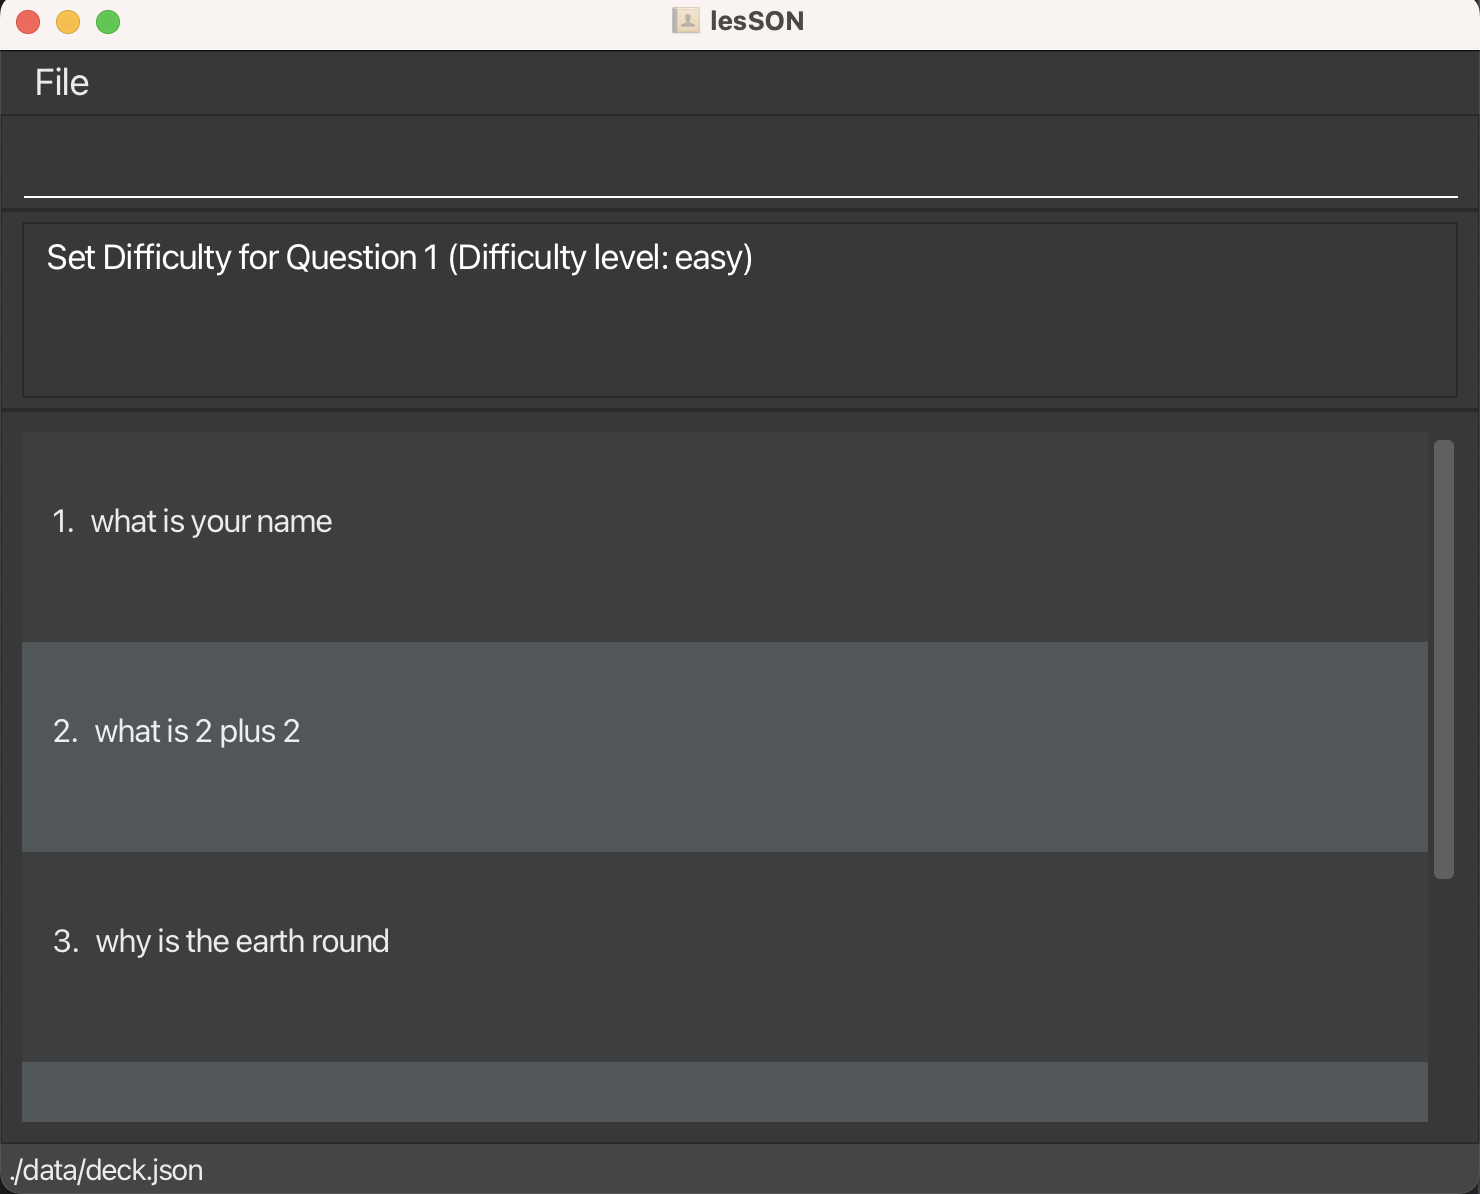 lesSON
File
Set Difficulty for Question 1 (Difficulty level: easy)
1. what is your name
2. what is 2 plus 2
3. why is the earth round
./data/deck.json